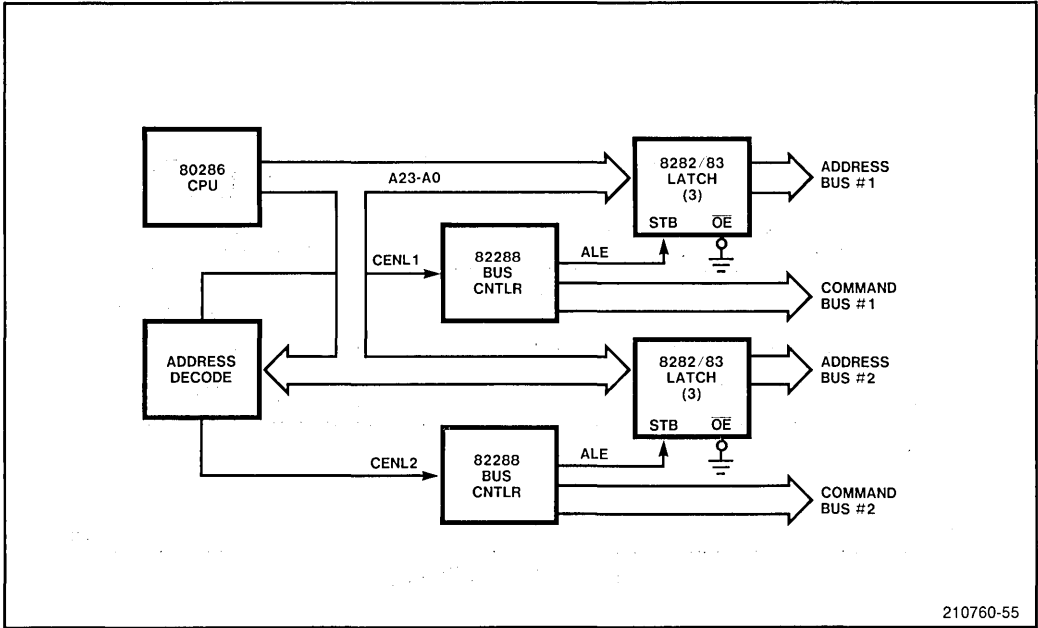 80286
CPU
A23-A0
8282/83
LATCH
(3)
STB OE
ADDRESS
BUS #1
CENL1
82288
BUS
CNTLR
ALE
COMMAND
BUS #1
ADDRESS
DECODE
8282/83
LATCH
(3)
STB OE
ADDRESS
BUS #2
CENL2
82288
BUS
CNTLR
ALE
COMMAND
BUS #2
210760-55